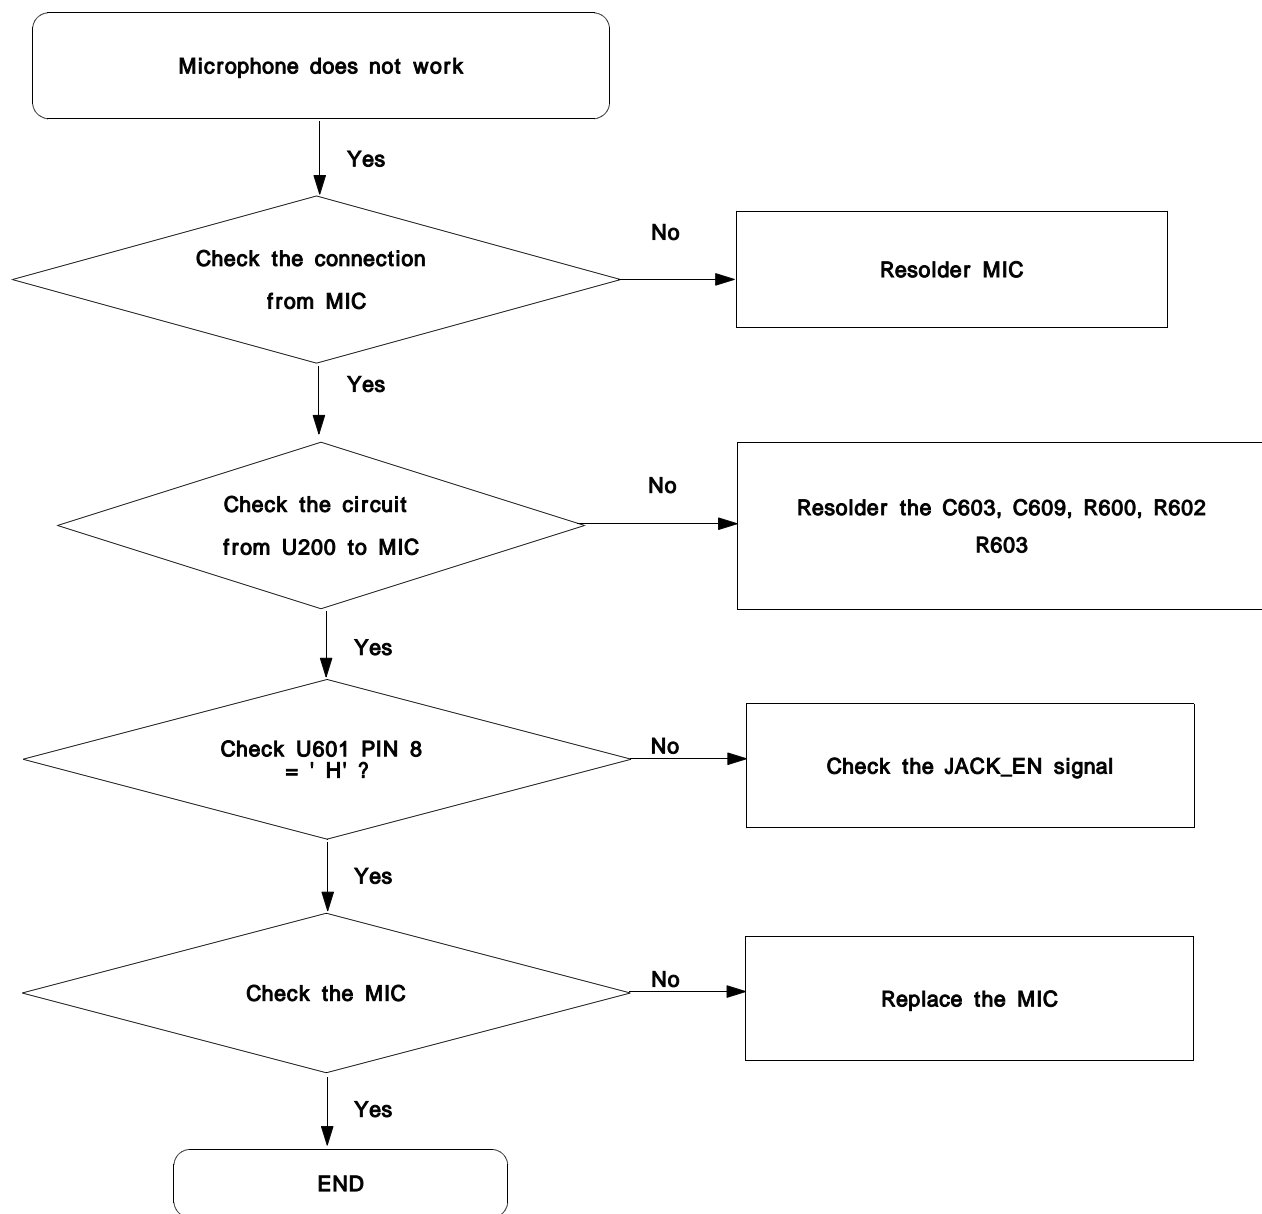 Microphone does not work
Yes
Check the connection
from MIC
No
Resolder MIC
Yes
Check the circuit
from U200 to MIC
No
Resolder the C603, C609, R600, R602
R603
Yes
Check U601 PIN 8
= ' H' ?
No
Check the JACK_EN signal
Yes
Check the MIC
No
Replace the MIC
Yes
END